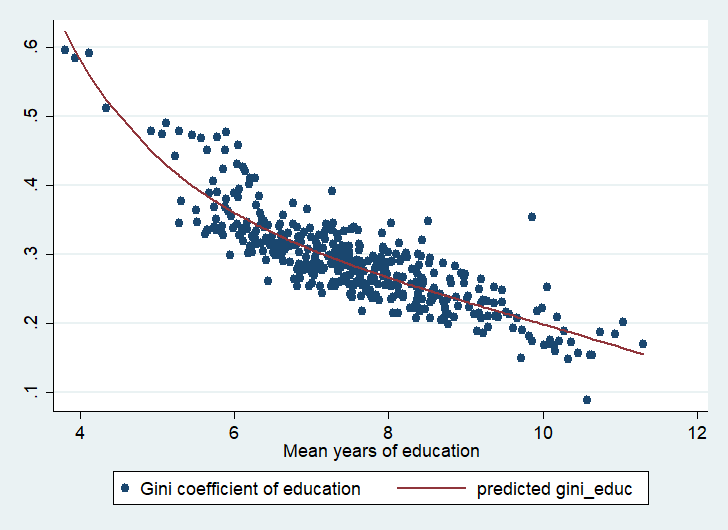 .6
.5
.4
.3
.2
.1
4 6 8 10 12
Mean years of education
Gini coefficient of education predicted gini_educ